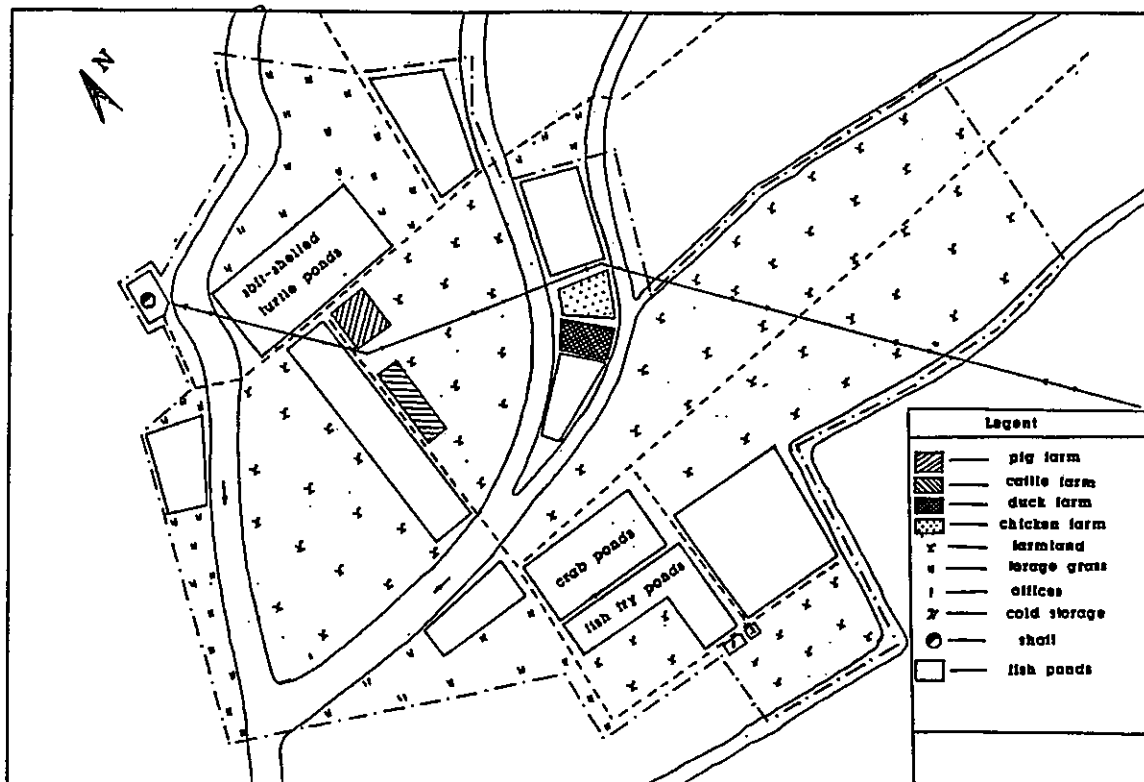 N
soft-shelled
turtle ponds
crab ponds
fish fry ponds
Legent
pig farm
cattle farm
duck farm
chicken farm
farmland
forage grass
offices
cold storage
shaft
fish ponds